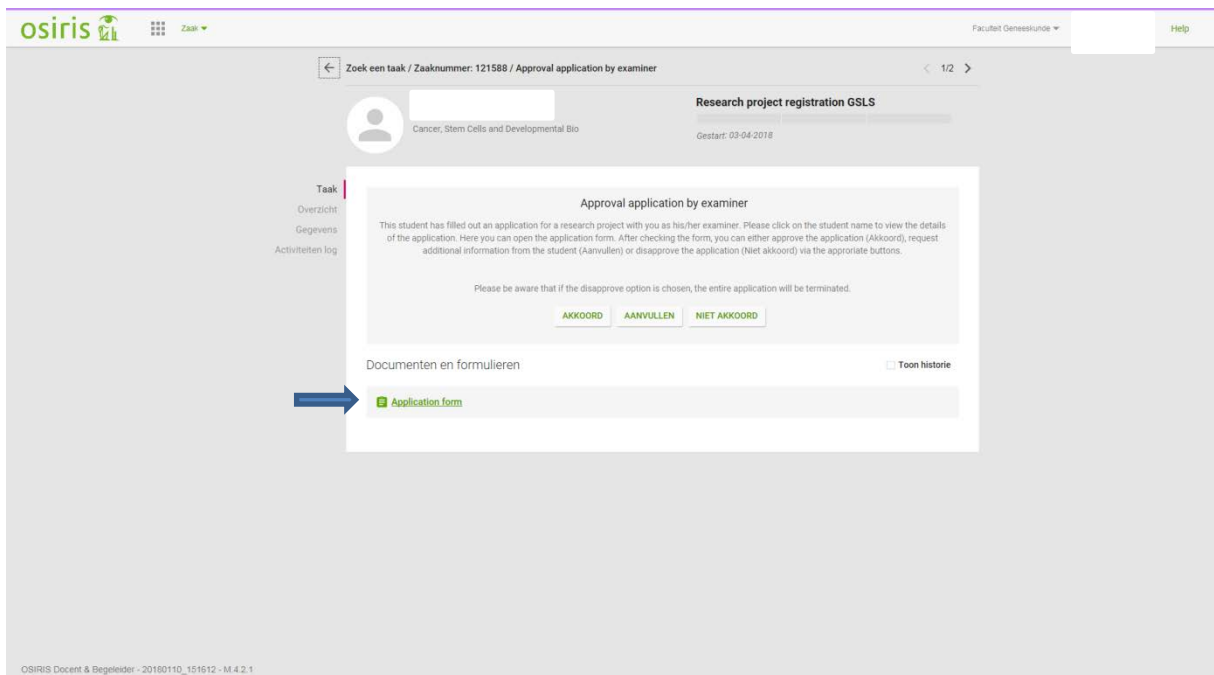 osiris
Zaak
Faculteit Geneeskunde
Help
Zoek een taak / Zaaknummer: 121588 / Approval application by examiner
1/2
Research project registration GSLS
Cancer, Stem Cells and Developmental Bio
Gestart: 03-04-2018
Taak
Overzicht
Gegevens
Activiteiten log
Approval application by examiner
This student has filled out an application for a research project with you as his/her examiner. Please click on the student name to view the details
of the application. Here you can open the application form. After checking the form, you can either approve the application (Akkoord), request
additional information from the student (Aanvullen) or disapprove the application (Niet akkoord) via the approriate buttons.
Please be aware that if the disapprove option is chosen, the entire application will be terminated.
AKKOORD AANVULLEN NIET AKKOORD
Documenten en formulieren
Toon historie
Application form
OSIRIS Docent & Begeleider - 20180110_151612 - M.4.2.1